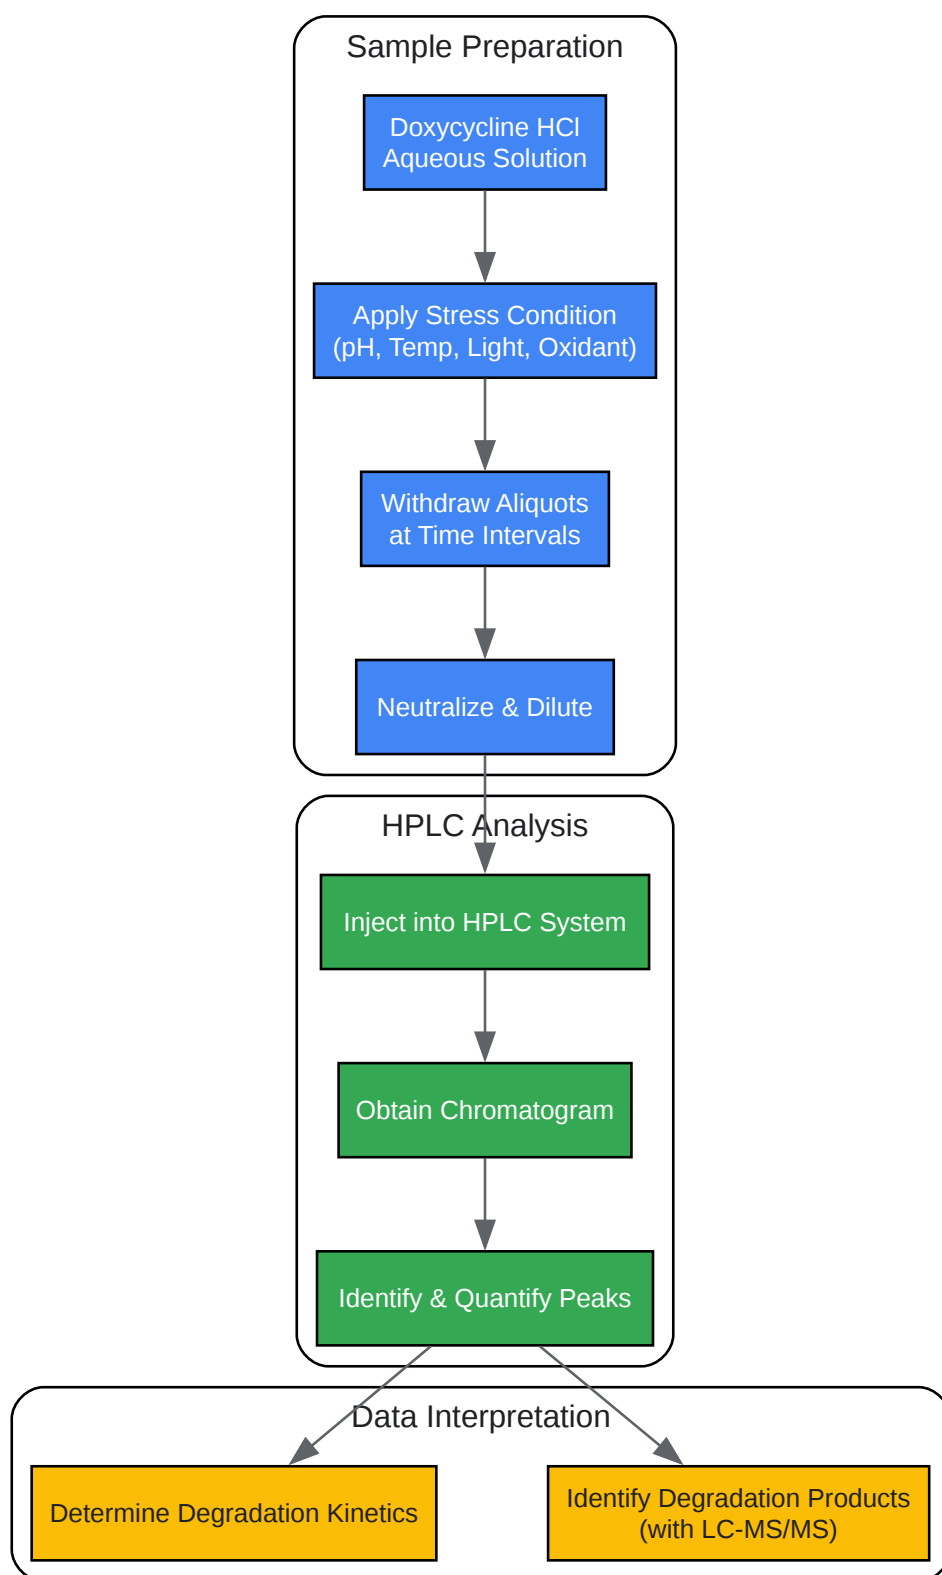 Sample Preparation
Doxycycline HCl
Aqueous Solution
Apply Stress Condition
(pH, Temp, Light, Oxidant)
Withdraw Aliquots
at Time Intervals
Neutralize & Dilute
HPLC Analysis
Inject into HPLC System
Obtain Chromatogram
Identify & Quantify Peaks
Data Interpretation
Determine Degradation Kinetics
Identify Degradation Products
(with LC-MS/MS)